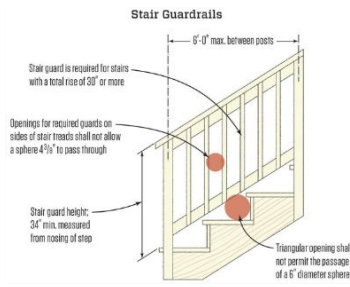 Stair Guardrails
6'-0" max. between posts
Stair guard is required for stairs
with a total rise of 30" or more
Openings for required guards on
sides of stair treads shall not allow
a sphere 4 3/8" to pass through
Stair guard height;
34" min. measured
from nosing of step
Triangular opening shal
not permit the passage
of a 6" diameter sphere